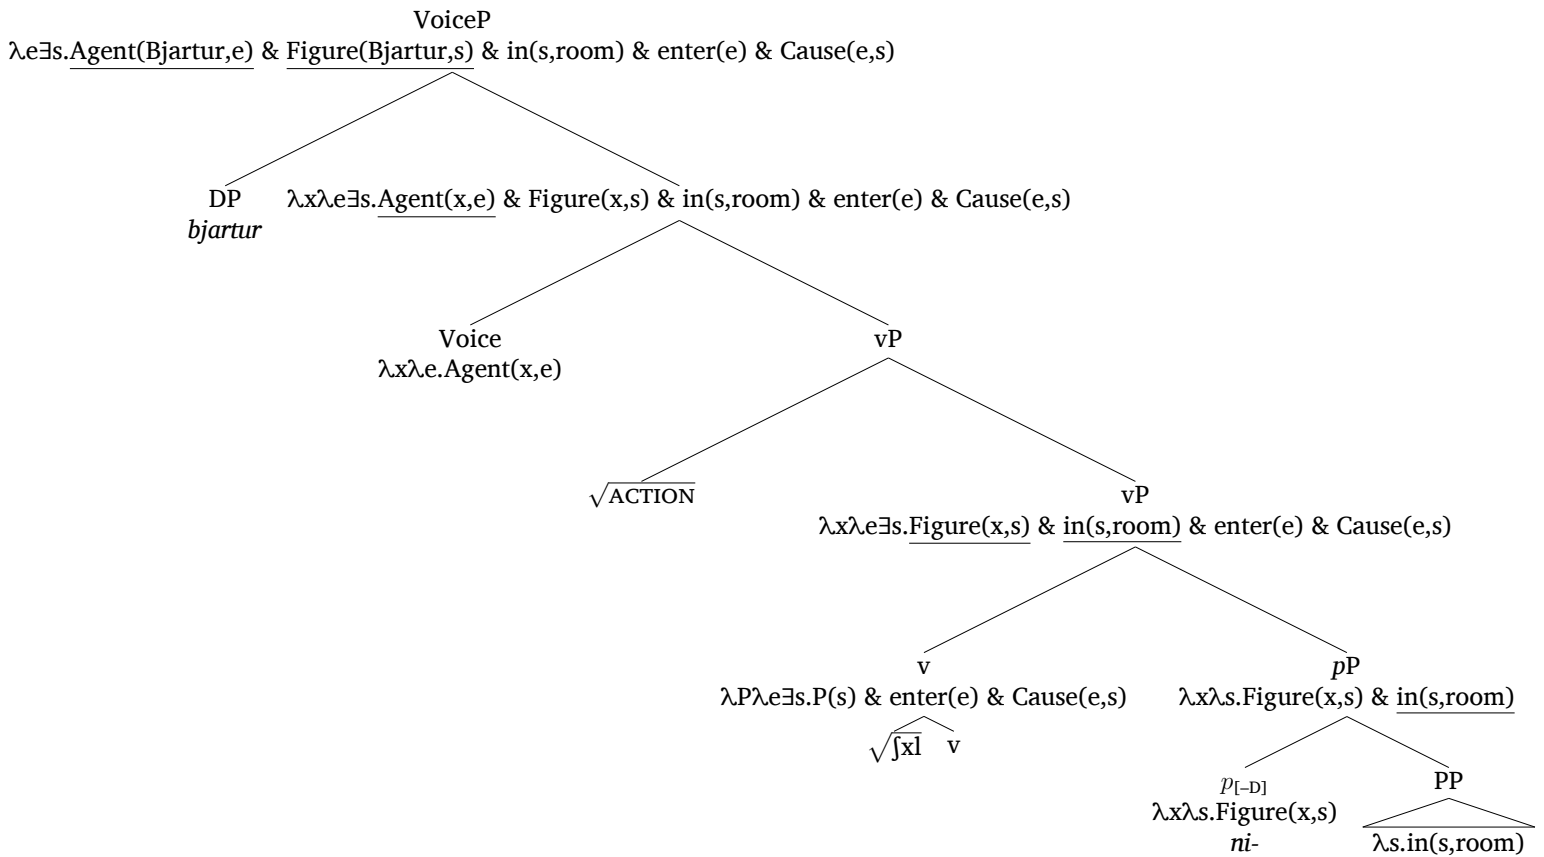 VoiceP
λe∃s.Agent(Bjartur,e) & Figure(Bjartur,s) & in(s,room) & enter(e) & Cause(e,s)
DP
λxλe∃s.Agent(x,e) & Figure(x,s) & in(s,room) & enter(e) & Cause(e,s)
bjartur
Voice
vP
λxλe.Agent(x,e)
√ACTION
vP
λxλe∃s.Figure(x,s) & in(s,room) & enter(e) & Cause(e,s)
v
pP
λPλe∃s.P(s) & enter(e) & Cause(e,s)
λxλs.Figure(x,s) & in(s,room)
√ʃxl
v
p[–D]
PP
λxλs.Figure(x,s)
ni-
λs.in(s,room)